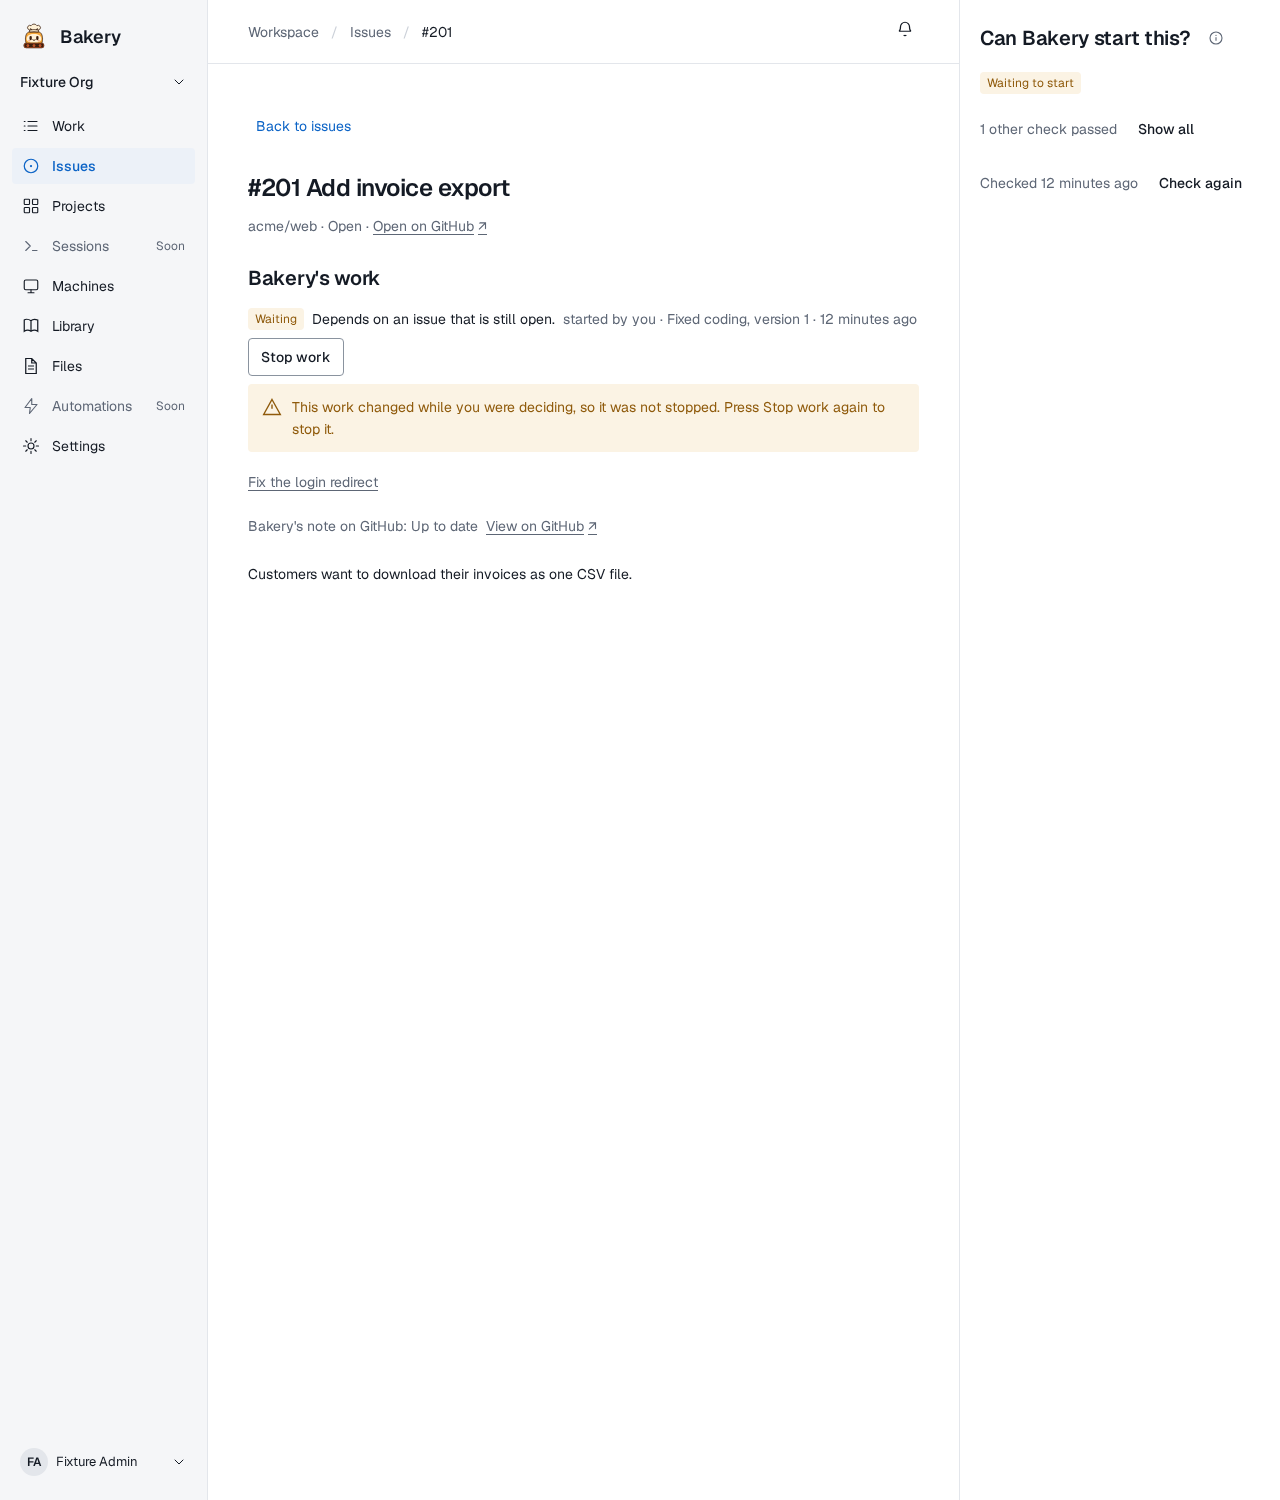 Bakery
Fixture Org
Work
Issues
Projects
Sessions Soon
Machines
Library
Files
Automations Soon
Settings
FA Fixture Admin
Workspace / Issues / #201
Back to issues
#201 Add invoice export
acme/web · Open · Open on GitHub ↗
Bakery's work
Waiting Depends on an issue that is still open. started by you · Fixed coding, version 1 · 12 minutes ago
Stop work
This work changed while you were deciding, so it was not stopped. Press Stop work again to
stop it.
Fix the login redirect
Bakery's note on GitHub: Up to date View on GitHub ↗
Customers want to download their invoices as one CSV file.
Can Bakery start this?
Waiting to start
1 other check passed Show all
Checked 12 minutes ago Check again